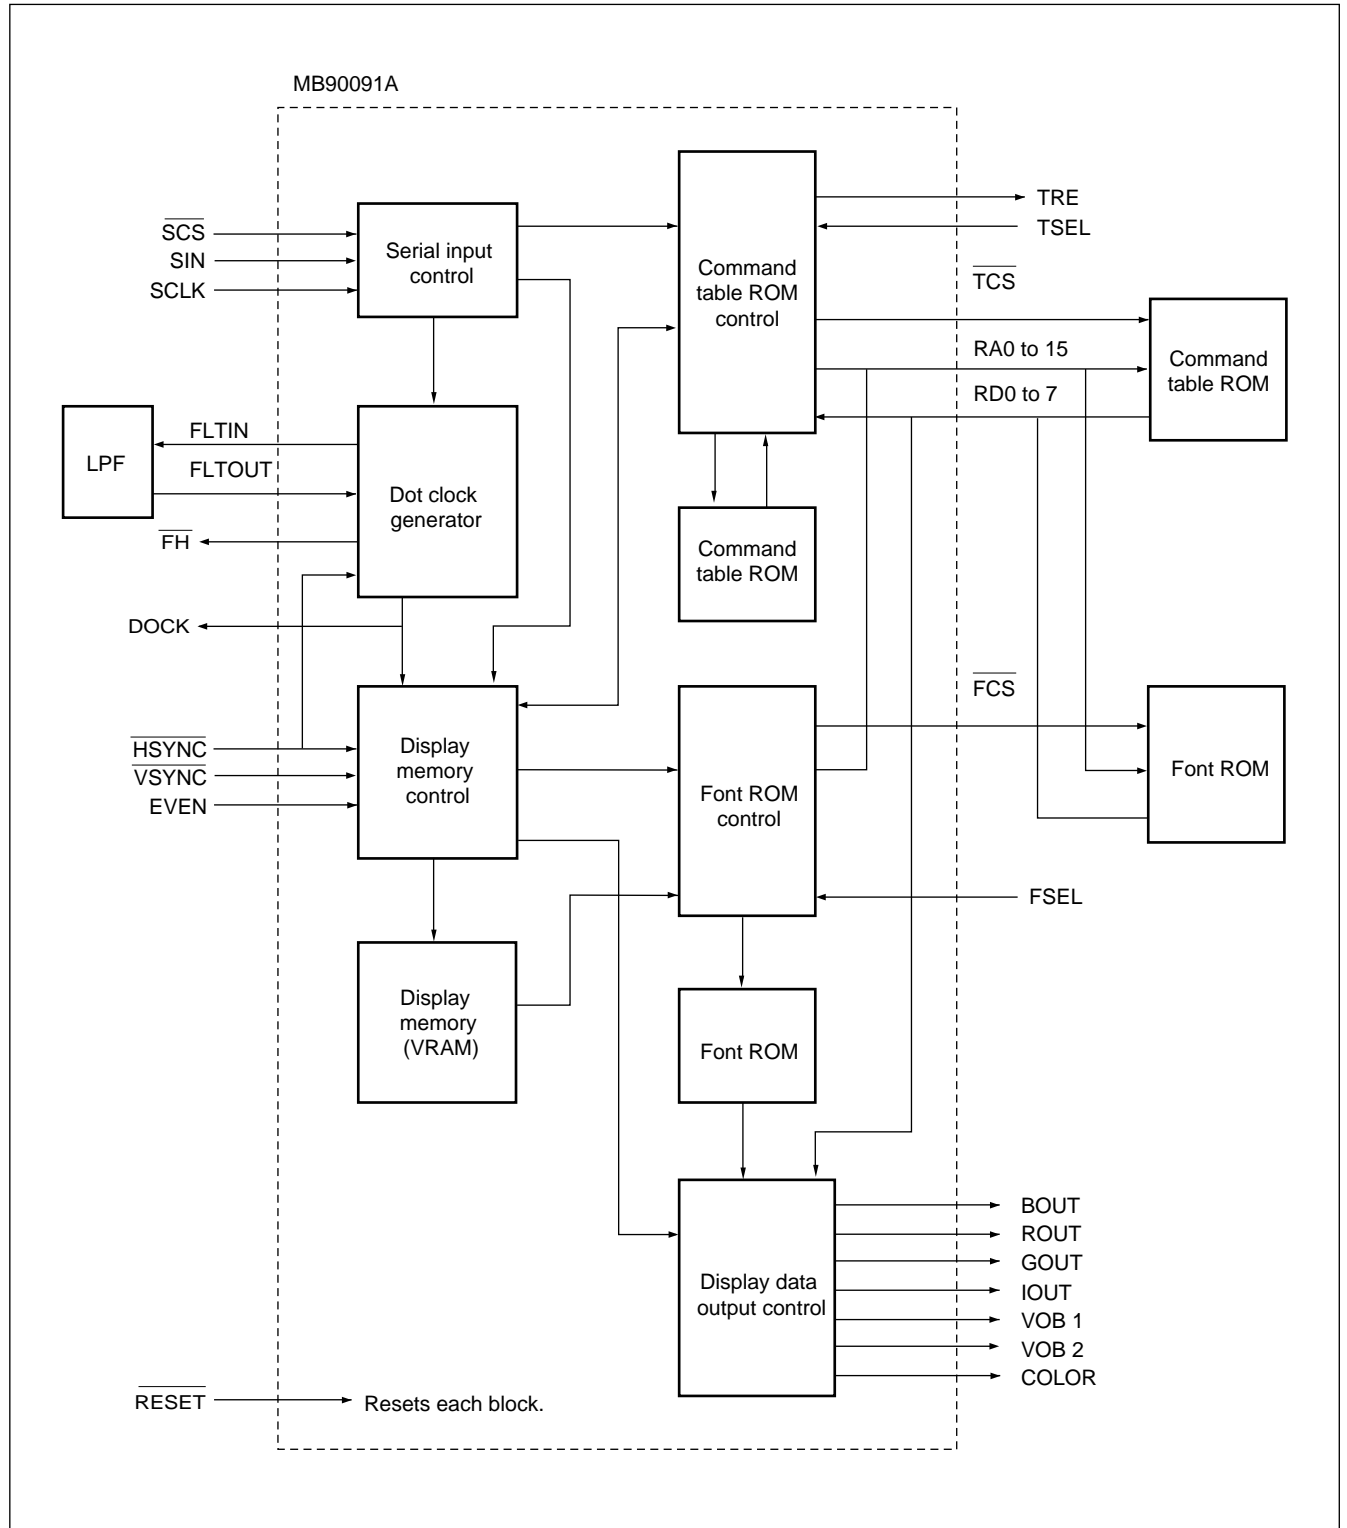 MB90091A
SCS
SIN
SCLK
Serial input
control
Command
table ROM
control
TRE
TSEL
TCS
RA0 to 15
RD0 to 7
Command
table ROM
LPF
FLTIN
FLTOUT
FH
Dot clock
generator
Command
table ROM
DOCK
HSYNC
VSYNC
EVEN
Display
memory
control
Font ROM
control
FCS
Font ROM
FSEL
Display
memory
(VRAM)
Font ROM
Display data
output control
BOUT
ROUT
GOUT
IOUT
VOB 1
VOB 2
COLOR
RESET
Resets each block.